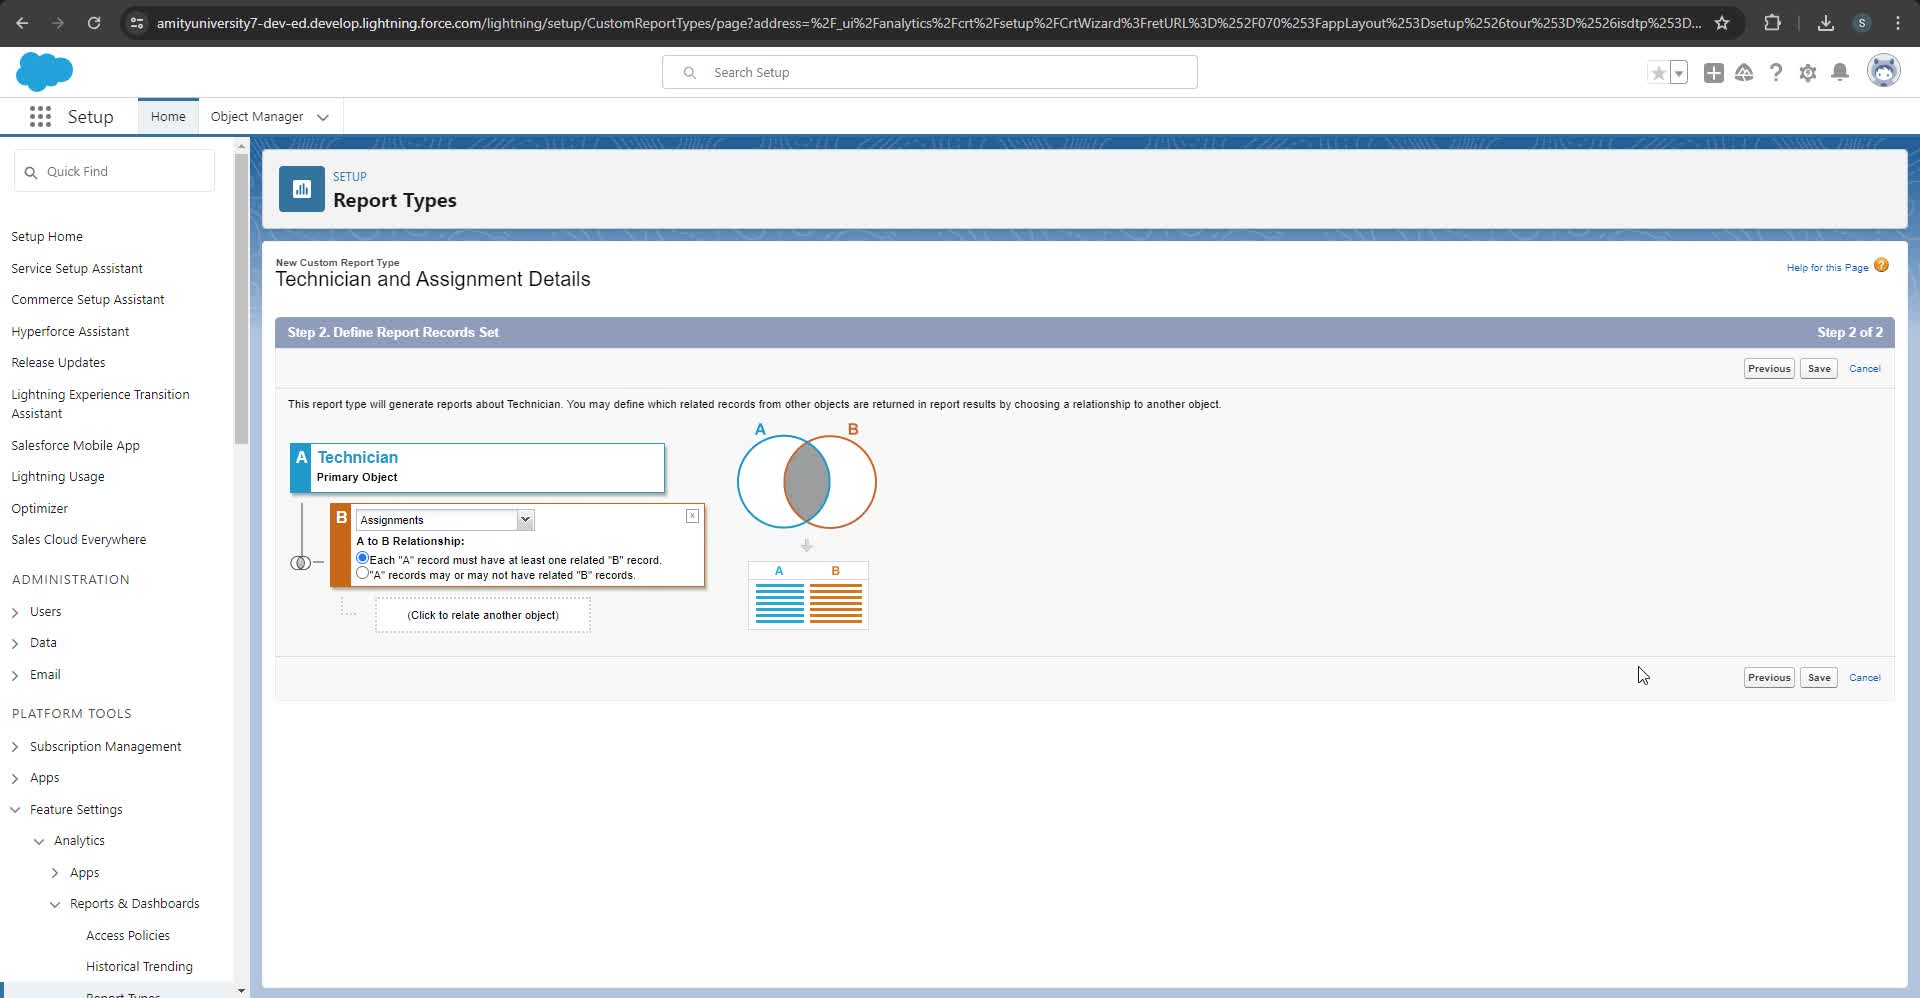 amityuniversity7-dev-ed.develop.lightning.force.com/lightning/setup/CustomReportTypes/page?address=%2F_ui%2Fanalytics%2Fcrt%2Fsetup%2FCrtWizard%3FretURL%3D%252F070%253FappLayout%253Dsetup%2526tour%253D%2526isdtp%253D...
S
Search Setup
Setup
Home
Object Manager
Quick Find
Setup Home
Service Setup Assistant
Commerce Setup Assistant
Hyperforce Assistant
Release Updates
Lightning Experience Transition
Assistant
Salesforce Mobile App
Lightning Usage
Optimizer
Sales Cloud Everywhere
ADMINISTRATION
Users
Data
Email
PLATFORM TOOLS
Subscription Management
Apps
Feature Settings
Analytics
Apps
Reports & Dashboards
Access Policies
Historical Trending
Report Types
SETUP
Report Types
New Custom Report Type
Technician and Assignment Details
Help for this Page
Step 2. Define Report Records Set
Step 2 of 2
Previous
Save
Cancel
This report type will generate reports about Technician. You may define which related records from other objects are returned in report results by choosing a relationship to another object.
A
Technician
Primary Object
B
Assignments
x
A to B Relationship:
Each "A" record must have at least one related "B" record.
"A" records may or may not have related "B" records.
(Click to relate another object)
A
B
A
B
Previous
Save
Cancel